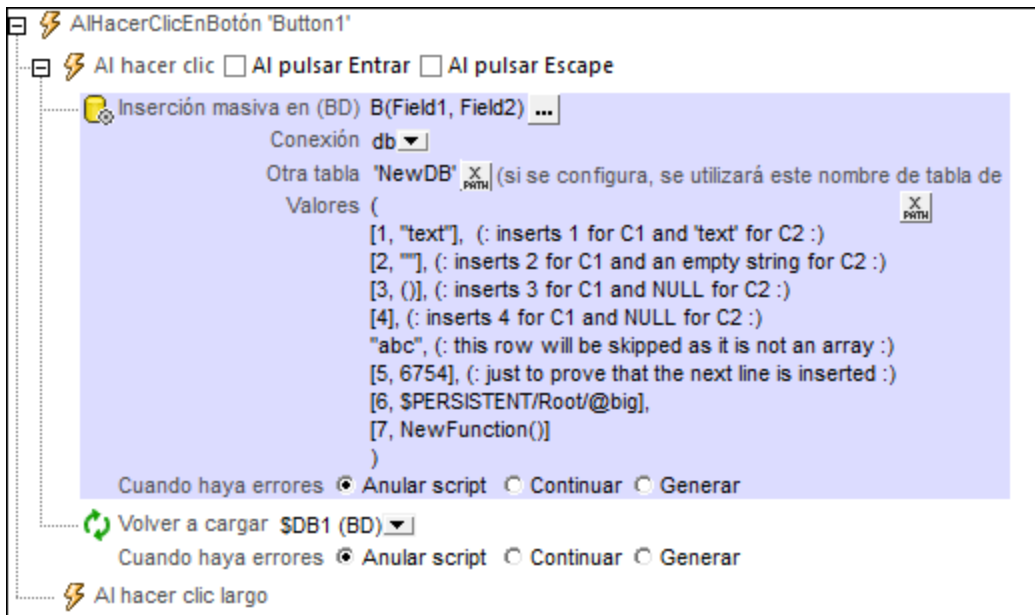 AlHacerClicEnBotón 'Button1'
Al hacer clic Al pulsar Entrar Al pulsar Escape
Inserción masiva en (BD) B(Field1, Field2) ...
Conexión db
Otra tabla 'NewDB' X PATH (si se configura, se utilizará este nombre de tabla de
Valores ( X PATH
[1, "text"], (: inserts 1 for C1 and 'text' for C2 :)
[2, ""], (: inserts 2 for C1 and an empty string for C2 :)
[3, ()], (: inserts 3 for C1 and NULL for C2 :)
[4], (: inserts 4 for C1 and NULL for C2 :)
"abc", (: this row will be skipped as it is not an array :)
[5, 6754], (: just to prove that the next line is inserted :)
[6, $PERSISTENT/Root/@big],
[7, NewFunction()]
)
Cuando haya errores Anular script Continuar Generar
Volver a cargar $DB1 (BD)
Cuando haya errores Anular script Continuar Generar
Al hacer clic largo